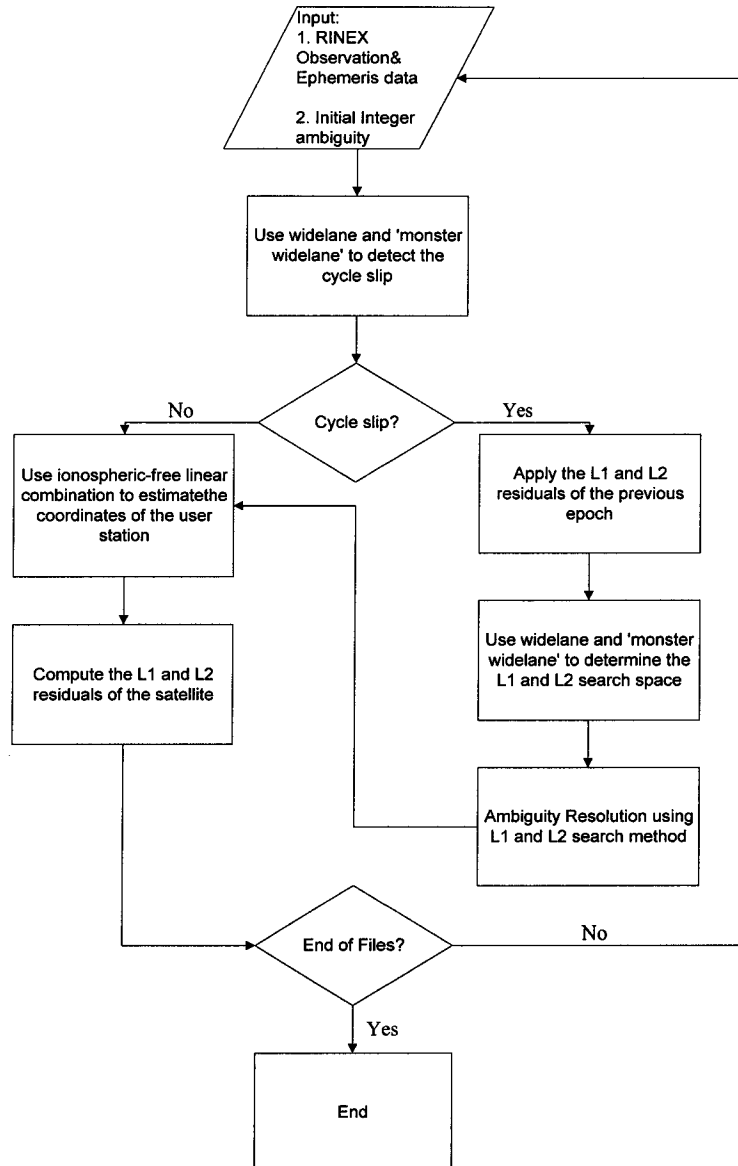 Input:
1. RINEX
Observation&
Ephemeris data
2. Initial Integer
ambiguity
Use widelane and 'monster
widelane' to detect the
cycle slip
Cycle slip?
No
Yes
Use ionospheric-free linear
combination to estimatethe
coordinates of the user
station
Apply the L1 and L2
residuals of the previous
epoch
Compute the L1 and L2
residuals of the satellite
Use widelane and 'monster
widelane' to determine the
L1 and L2 search space
Ambiguity Resolution using
L1 and L2 search method
End of Files?
No
Yes
End